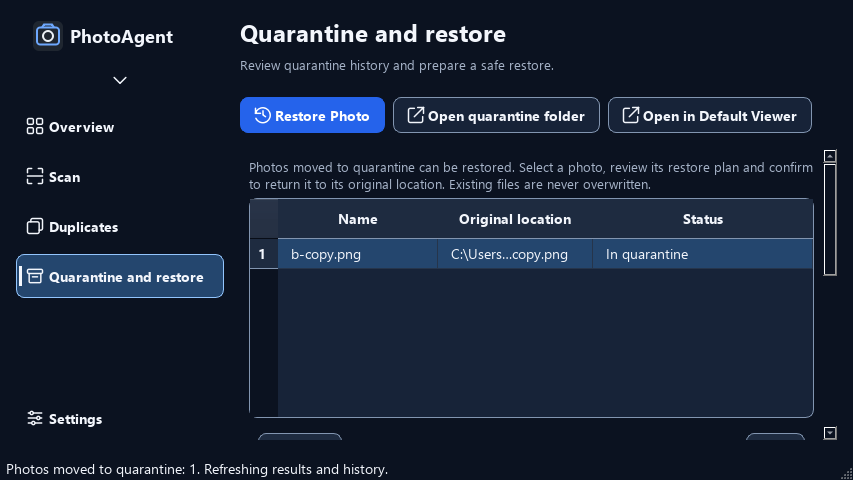 PhotoAgent
Overview
Scan
Duplicates
Quarantine and restore
Settings
Quarantine and restore
Review quarantine history and prepare a safe restore.
Restore Photo
Open quarantine folder
Open in Default Viewer
Photos moved to quarantine can be restored. Select a photo, review its restore plan and confirm
to return it to its original location. Existing files are never overwritten.
Name Original location Status
1 b-copy.png C:\Users...copy.png In quarantine
Photos moved to quarantine: 1. Refreshing results and history.